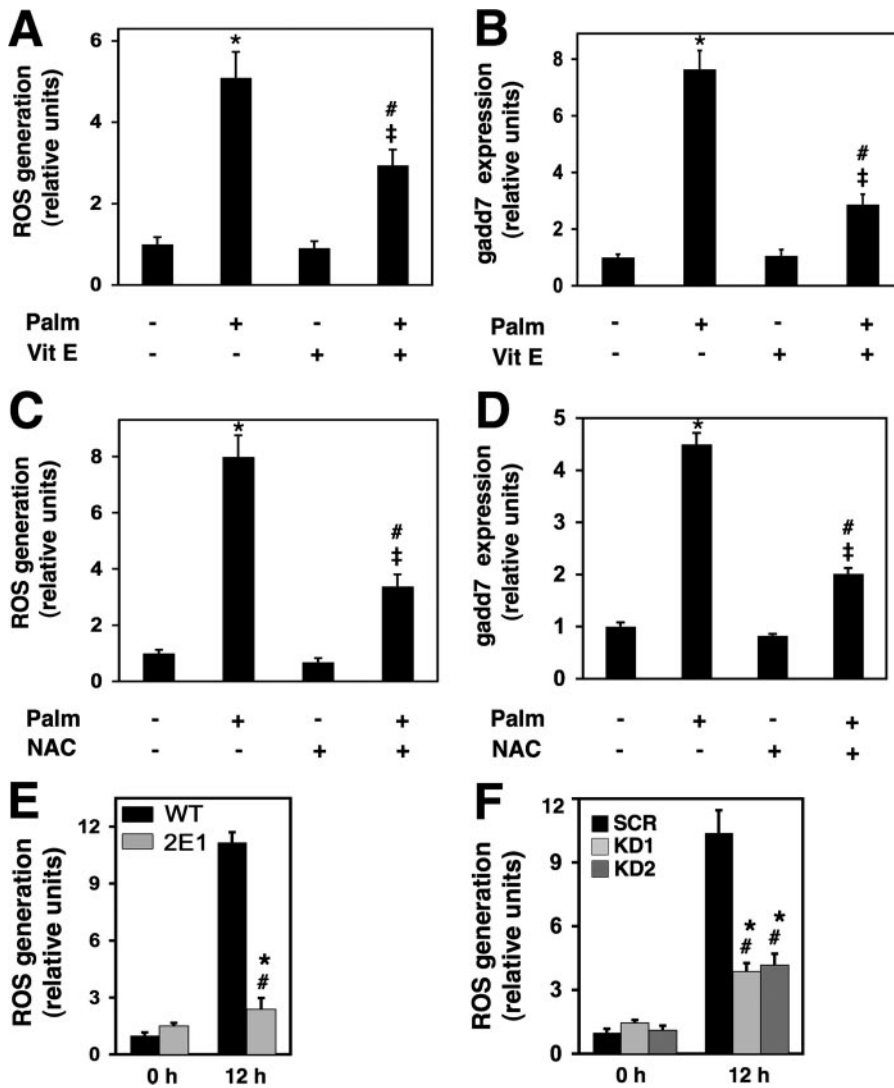 A
ROS generation
(relative units)
6
4
2
0
*
#
‡
Palm - + - +
Vit E - - + +
B
gadd7 expression
(relative units)
8
6
4
2
0
*
#
‡
Palm - + - +
Vit E - - + +
C
ROS generation
(relative units)
8
6
4
2
0
*
#
‡
Palm - + - +
NAC - - + +
D
gadd7 expression
(relative units)
5
4
3
2
1
0
*
#
‡
Palm - + - +
NAC - - + +
E
ROS generation
(relative units)
12
9
6
3
0
WT
2E1
*
#
0 h 12 h
F
ROS generation
(relative units)
12
9
6
3
0
SCR
KD1
KD2
* *
# #
0 h 12 h